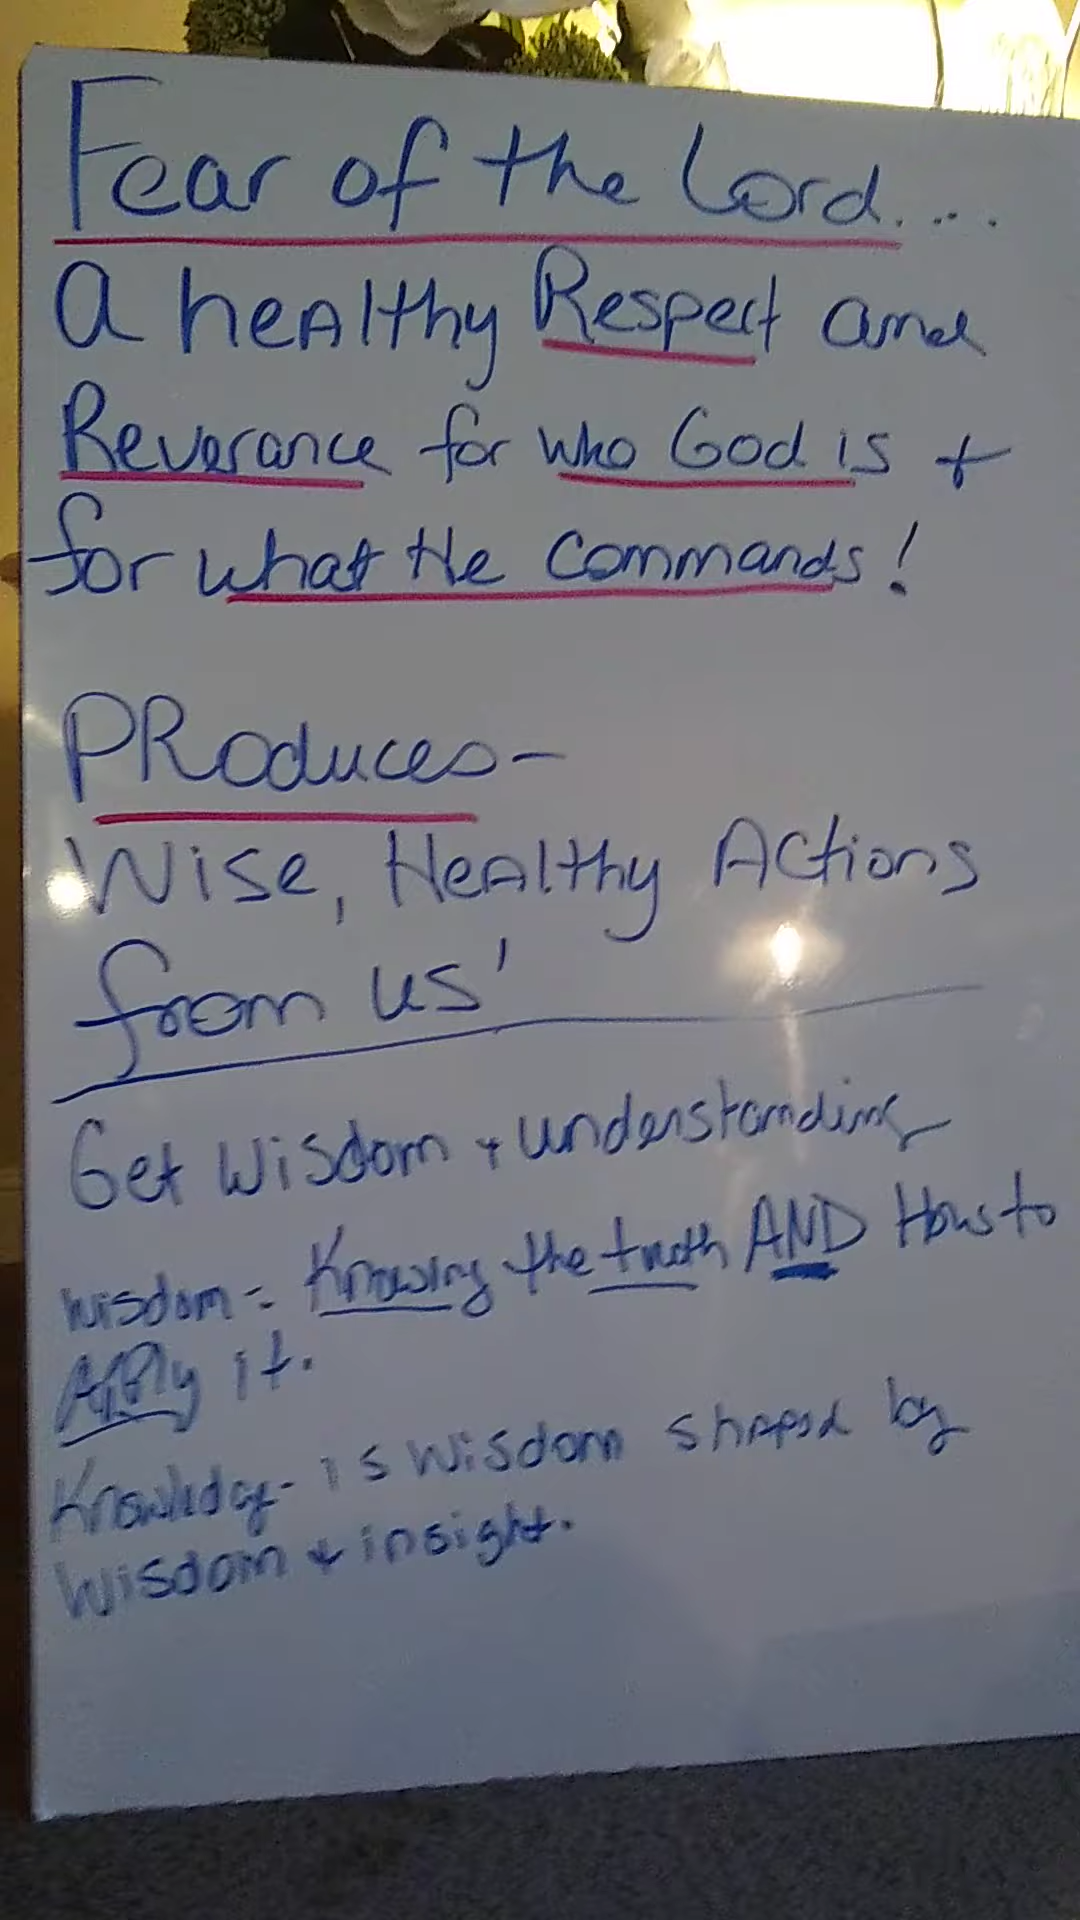 Fear of the Lord....
A healthy Respect and
Reverance for who God is +
for what He commands!
PRoduces-
Wise, Healthy Actions
from us'
Get wisdom + understanding
wisdom = Knowing the truth AND How to
Apply it.
Knowledge- is wisdom shaped by
wisdom + insight.